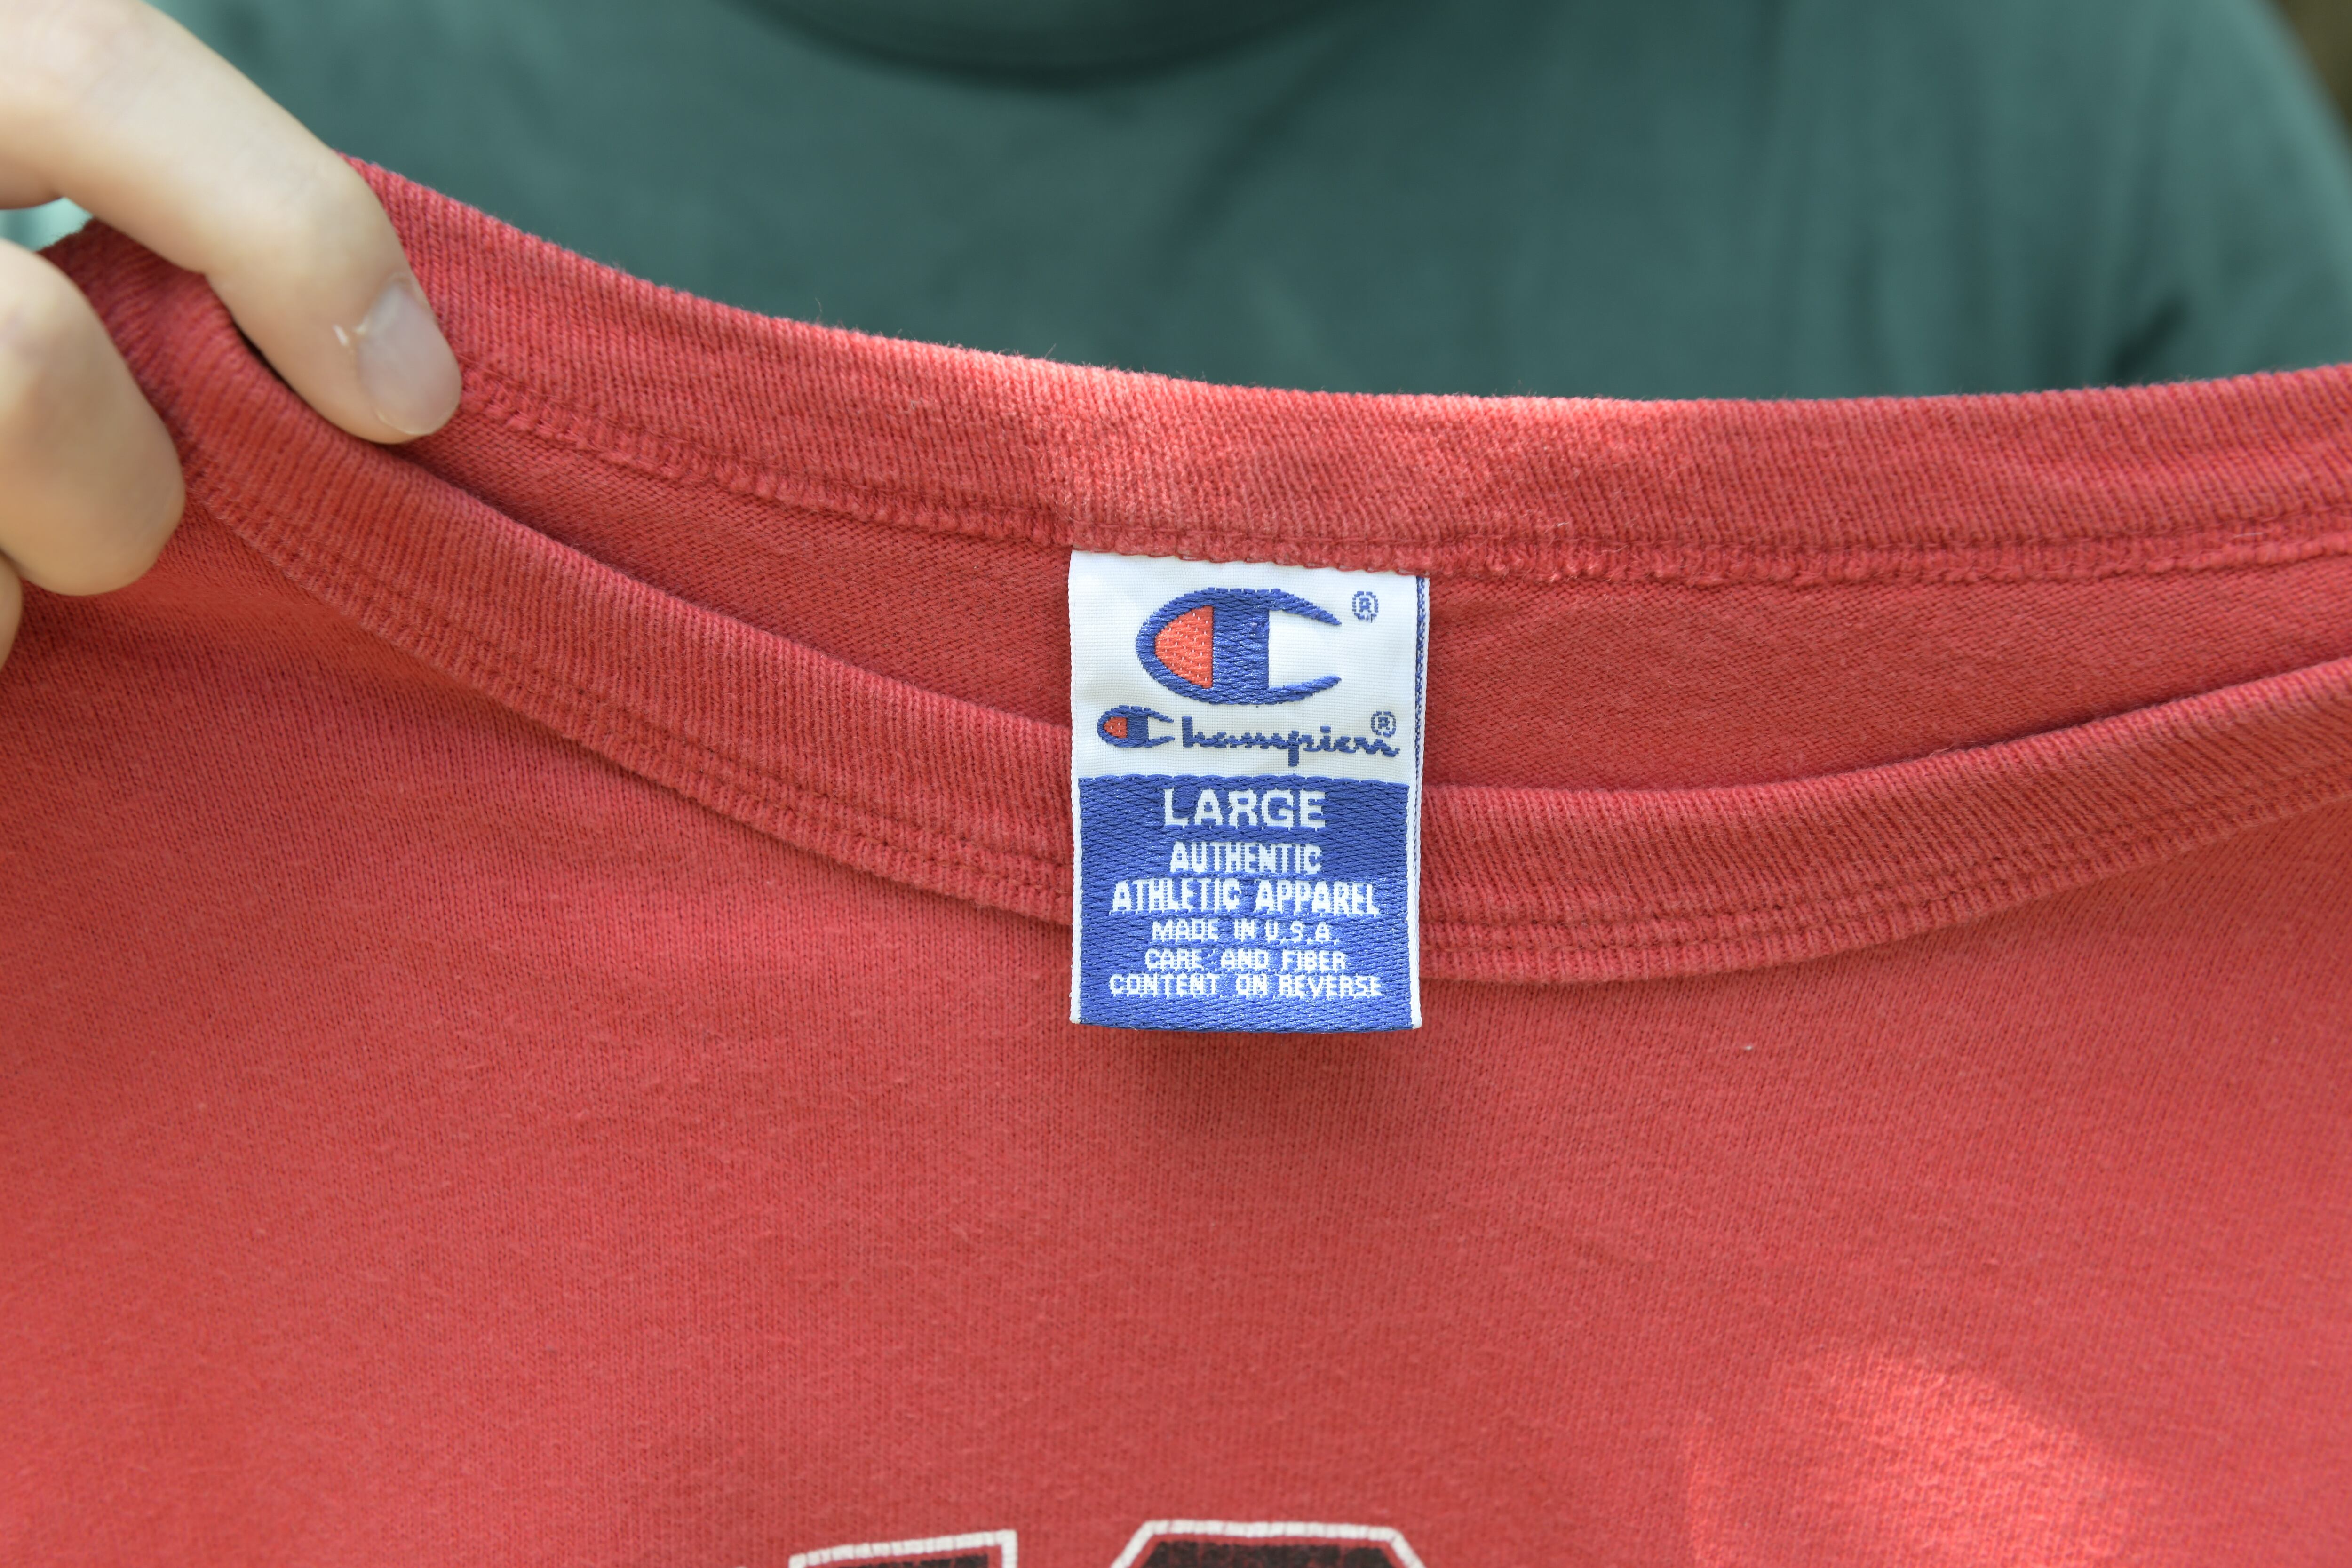 C ®
Champion ®
LARGE
AUTHENTIC
ATHLETIC APPAREL
MADE IN U.S.A.
CARE AND FIBER
CONTENT ON REVERSE